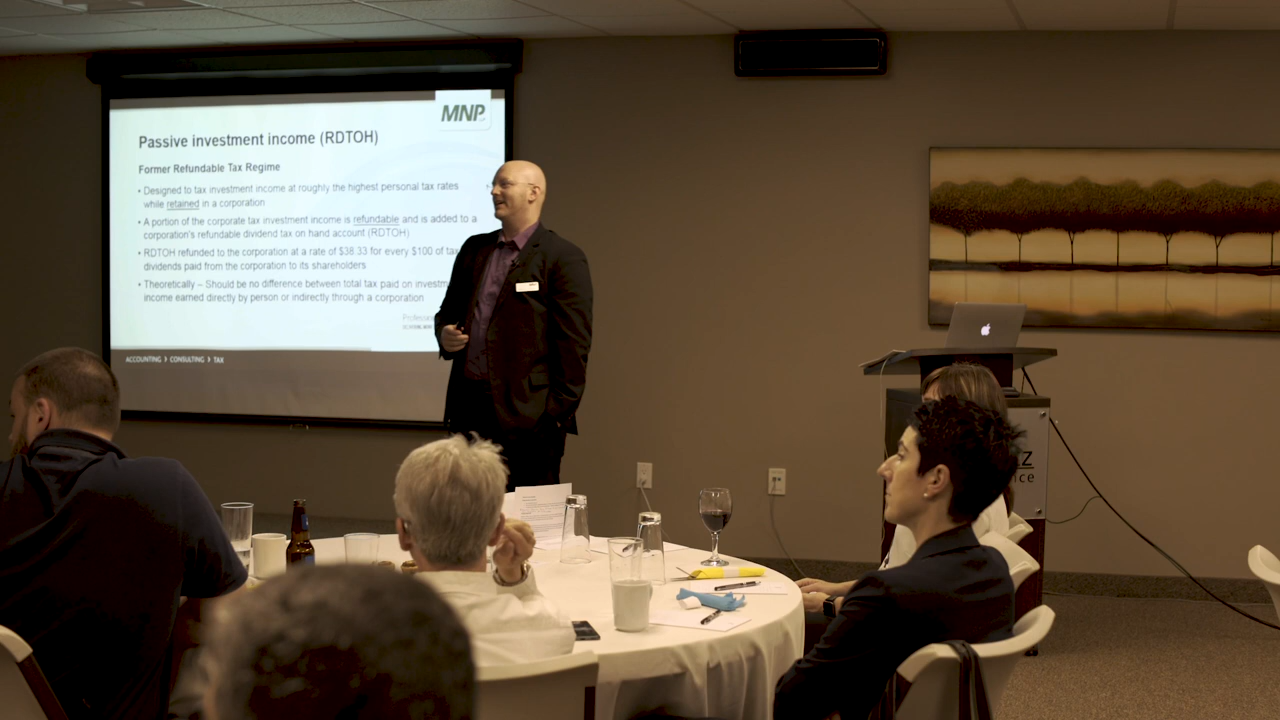 MNP
Passive investment income (RDTOH)
Former Refundable Tax Regime
• Designed to tax investment income at roughly the highest personal tax rates
while retained in a corporation
• A portion of the corporate tax investment income is refundable and is added to a
corporation's refundable dividend tax on hand account (RDTOH)
• RDTOH refunded to the corporation at a rate of $38.33 for every $100 of tax
dividends paid from the corporation to its shareholders
• Theoretically – Should be no difference between total tax paid on investm
income earned directly by person or indirectly through a corporation
ACCOUNTING › CONSULTING › TAX